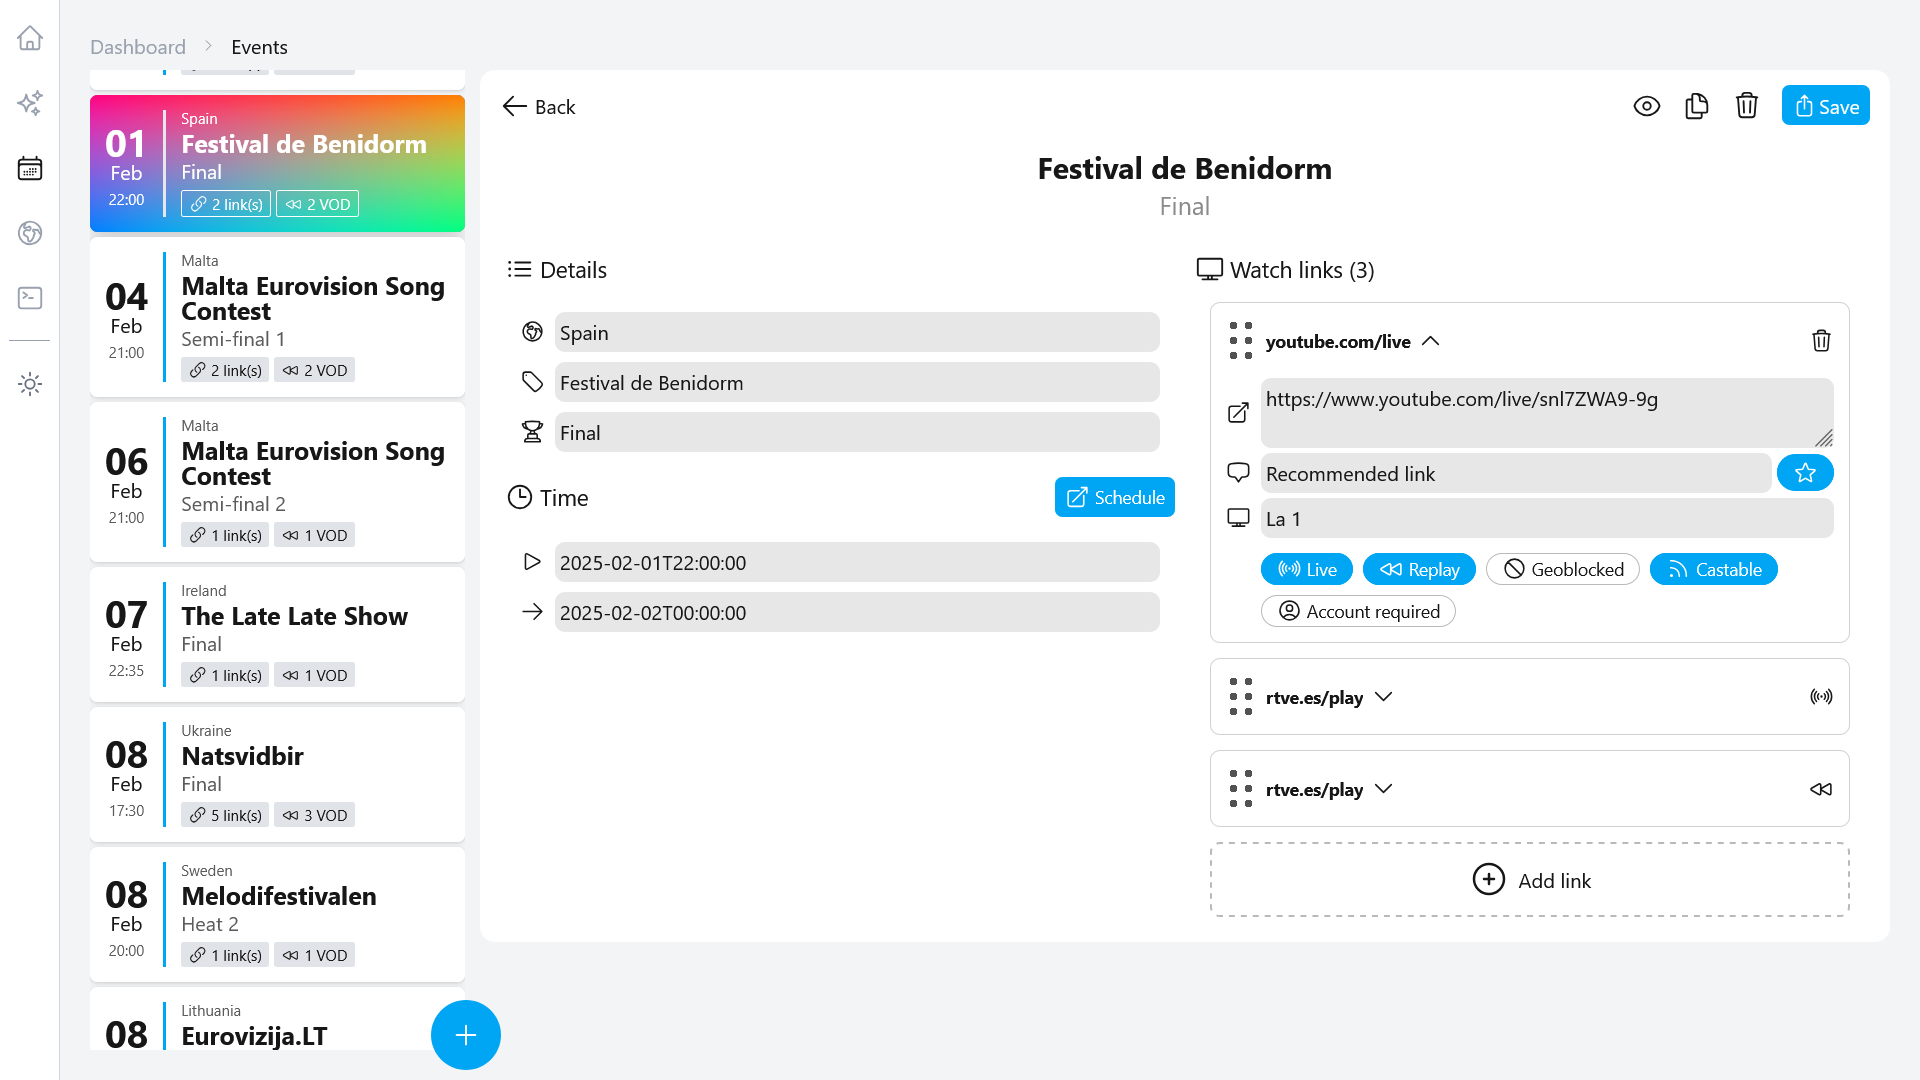 Dashboard
Events
01
Feb
22:00
Spain
Festival de Benidorm
Final
2 link(s)
2 VOD
04
Feb
21:00
Malta
Malta Eurovision Song
Contest
Semi-final 1
2 link(s)
2 VOD
06
Feb
21:00
Malta
Malta Eurovision Song
Contest
Semi-final 2
1 link(s)
1 VOD
07
Feb
22:35
Ireland
The Late Late Show
Final
1 link(s)
1 VOD
08
Feb
17:30
Ukraine
Natsvidbir
Final
5 link(s)
3 VOD
08
Feb
20:00
Sweden
Melodifestivalen
Heat 2
1 link(s)
1 VOD
08
Lithuania
Eurovizija.LT
Back
Save
Festival de Benidorm
Final
Details
Spain
Festival de Benidorm
Final
Time
Schedule
2025-02-01T22:00:00
2025-02-02T00:00:00
Watch links (3)
youtube.com/live
https://www.youtube.com/live/snl7ZWA9-9g
Recommended link
La 1
Live
Replay
Geoblocked
Castable
Account required
rtve.es/play
rtve.es/play
Add link